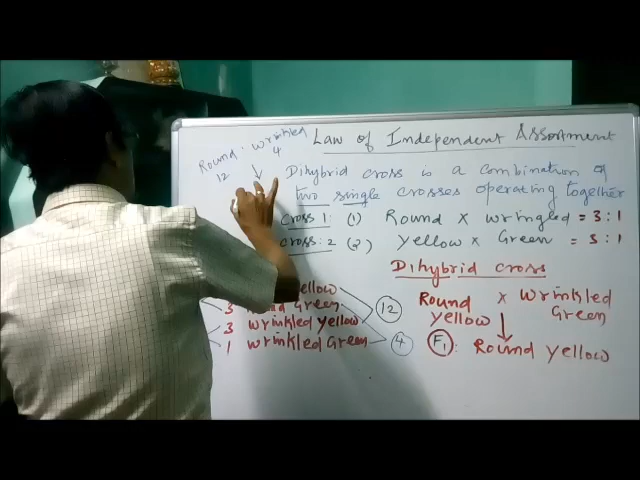 Law of Independent Assortment
Round : wrinkled
12 4
Dihybrid cross is a combination of
two single crosses operating together
cross 1: (1) Round x wringled = 3:1
cross: 2 (2) Yellow x Green = 3:1
Dihybrid cross
Round x wrinkled
yellow Green
F1: Round yellow
yellow
3 Green
3 wrinkled yellow 12
1 wrinkled Green 4